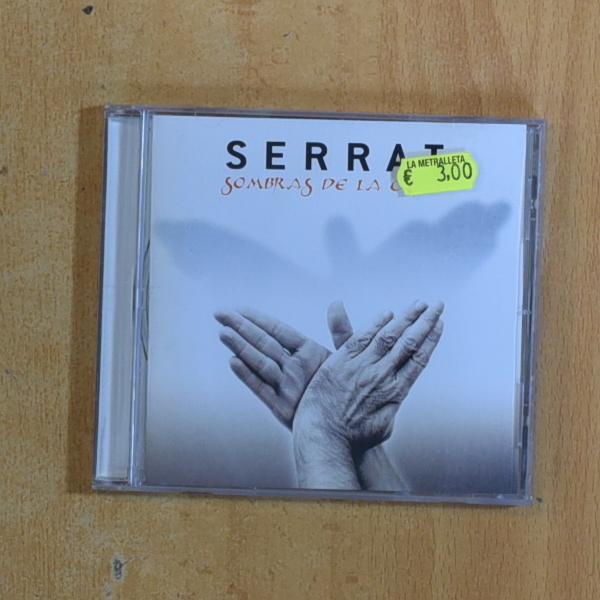 SERRAT
SOMBRAS DE LA
LA METRALLETA
€ 3,00